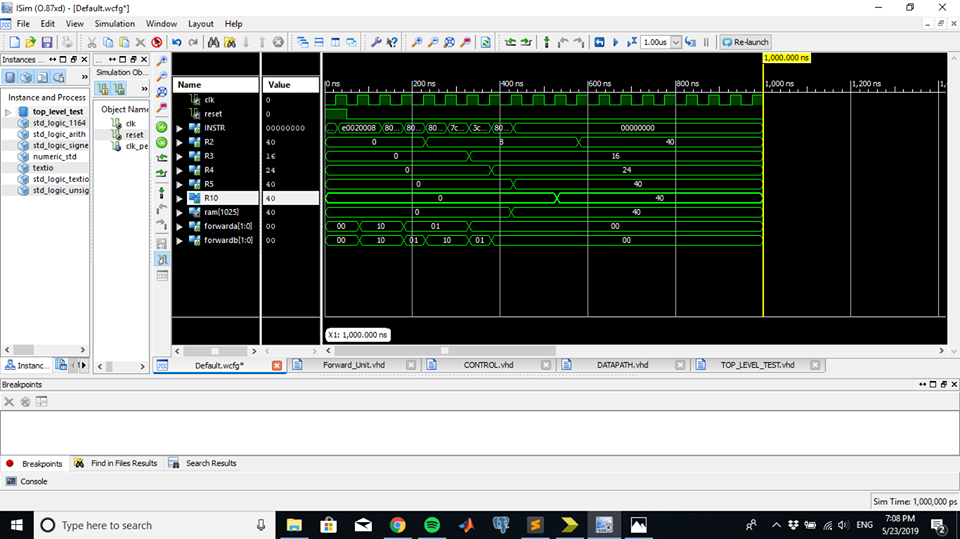 ISim (O.87xd) - [Default.wcfg*]
File Edit View Simulation Window Layout Help
1.00us Re-launch
Instances ...
Simulation Ob...
Instance and Process
top_level_test
std_logic_1164
std_logic_arith
std_logic_signe
numeric_std
textio
std_logic_textio
std_logic_unsig
Object Name
clk
reset
clk_pe
1,000.000 ns
Name Value
0 ns 200 ns 400 ns 600 ns 800 ns 1,000 ns 1,200 ns 1,4
clk 0
reset 0
INSTR 00000000 ... e0020008 80... 80... 80... 7c... 3c... 80... 00000000
R2 40 0 8 40
R3 16 0 16
R4 24 0 24
R5 40 0 40
R10 40 0 40
ram[1025] 40 0 40
forwarda[1:0] 00 00 10 01 00
forwardb[1:0] 00 00 10 01 10 01 00
X1: 1,000.000 ns
Instanc... Default.wcfg* Forward_Unit.vhd CONTROL.vhd DATAPATH.vhd TOP_LEVEL_TEST.vhd
Breakpoints
Breakpoints Find in Files Results Search Results
Console
Sim Time: 1,000,000 ps
Type here to search
ENG
7:08 PM
5/23/2019
2